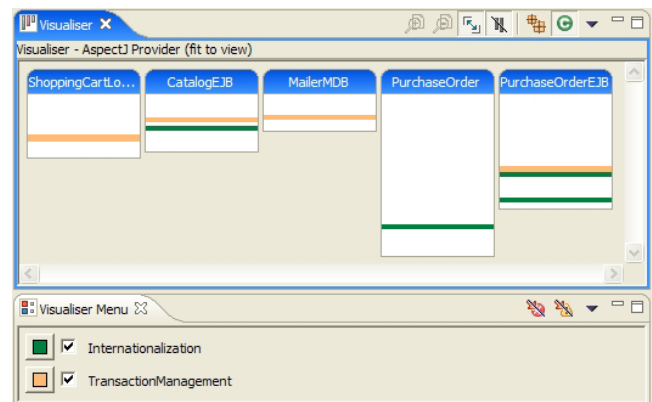 Visualiser
Visualiser - AspectJ Provider (fit to view)
ShoppingCartLo... CatalogEJB MailerMDB PurchaseOrder PurchaseOrderEJB
Visualiser Menu
Internationalization
TransactionManagement